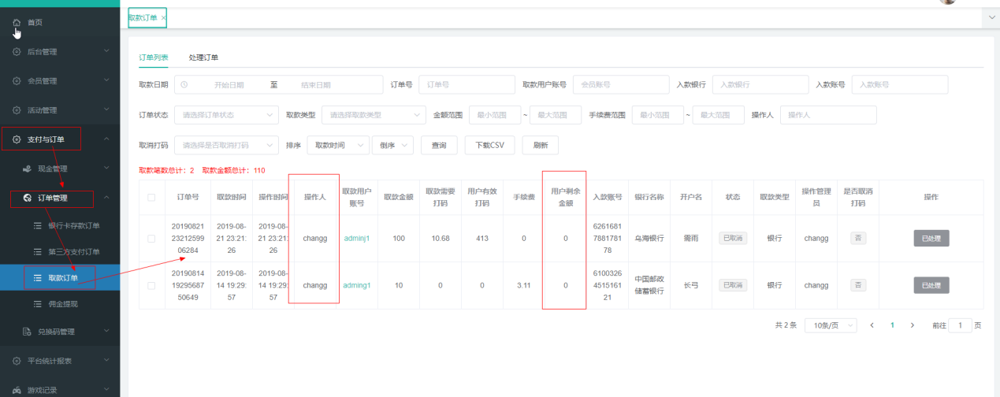 首页
后台管理
会员管理
活动管理
支付与订单
现金管理
订单管理
银行卡存款订单
第三方支付订单
取款订单
佣金提现
兑换码管理
平台统计报表
游戏记录
取款订单 ×
订单列表 处理订单
取款日期 开始日期 至 结束日期 订单号 订单号 取款用户账号 会员账号 入款银行 入款银行 入款账号 入款账号
订单状态 请选择订单状态 取款类型 请选择取款类型 金额范围 最小范围 ~ 最大范围 手续费范围 最小范围 ~ 最大范围 操作人 操作人
取消打码 请选择是否取消打码 排序 取款时间 倒序 查询 下载CSV 刷新
取款笔数总计：2 取款金额总计：110
订单号 取款时间 操作时间 操作人 取款用户账号 取款金额 取款需要打码 用户有效打码 手续费 用户剩余金额 入款账号 银行名称 开户名 状态 取款类型 操作管理员 是否取消打码 操作
20190821 2019-08- 2019-08- 6261681
23212599 21 23:21: 21 23:21: changg adminj1 100 10.68 413 0 0 7881781 乌海银行 需雨 已取消 银行 changg 否 已处理
06284 26 26 78
20190814 2019-08- 2019-08- 6100326 中国邮政
19295687 14 19:29: 14 19:29: changg adming1 10 0 0 3.11 0 4515161 储蓄银行 长弓 已取消 银行 changg 否 已处理
50649 57 57 21
共 2 条 10条/页 < 1 > 前往 1 页